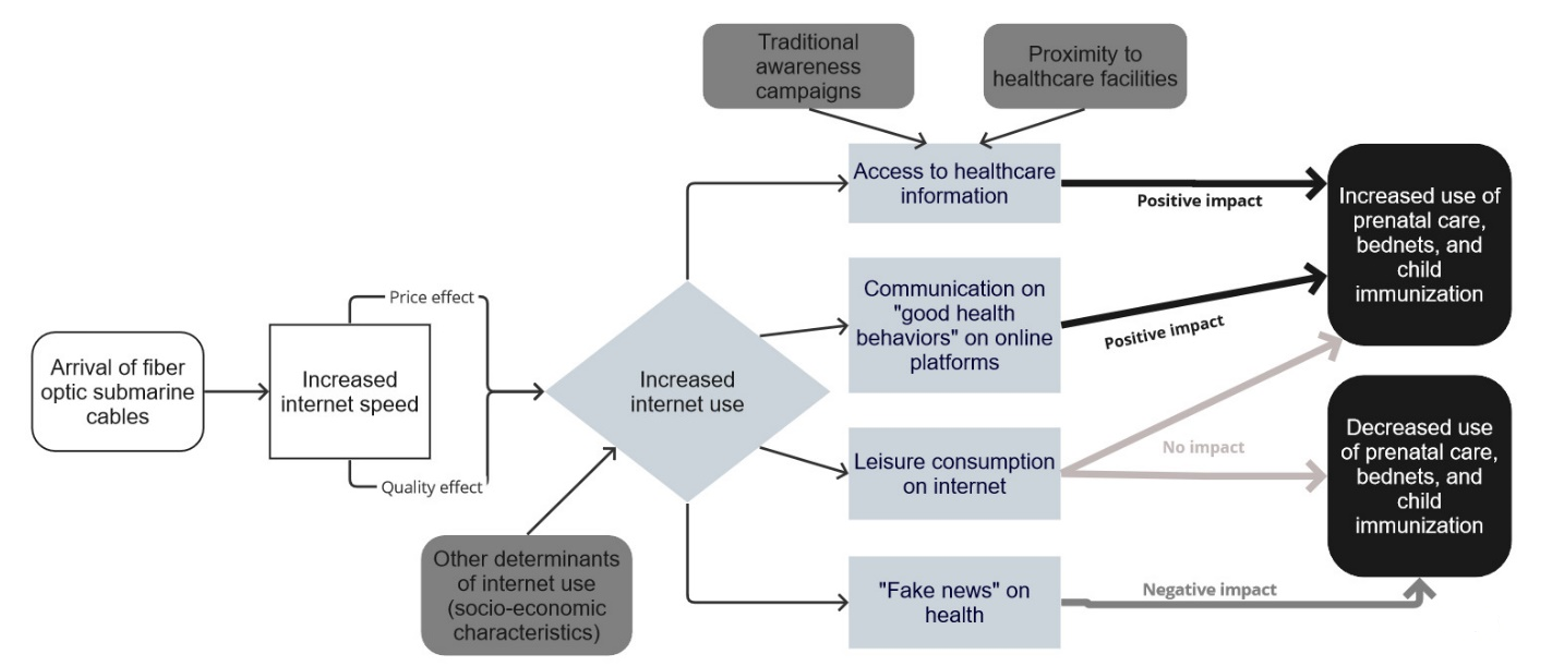 Traditional
awareness
campaigns
Proximity to
healthcare facilities
Access to healthcare
information
Positive impact
Increased use of
prenatal care,
bednets, and
child
immunization
Price effect
Communication on
"good health
behaviors" on online
platforms
Positive impact
Arrival of fiber
optic submarine
cables
Increased
internet speed
Increased
internet use
Quality effect
Leisure consumption
on internet
No impact
Decreased use
of prenatal care,
bednets, and
child
immunization
Other determinants
of internet use
(socio-economic
characteristics)
"Fake news" on
health
Negative impact